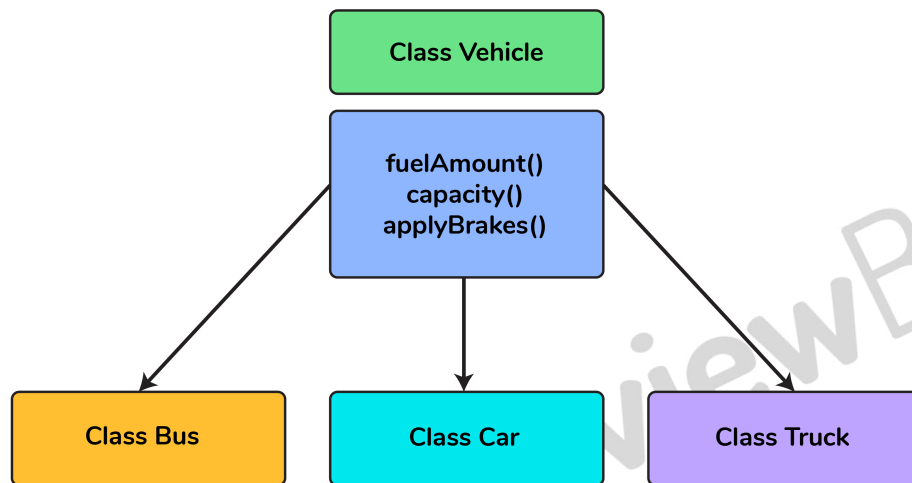 Class Vehicle
fuelAmount()
capacity()
applyBrakes()
Class Bus
Class Car
Class Truck